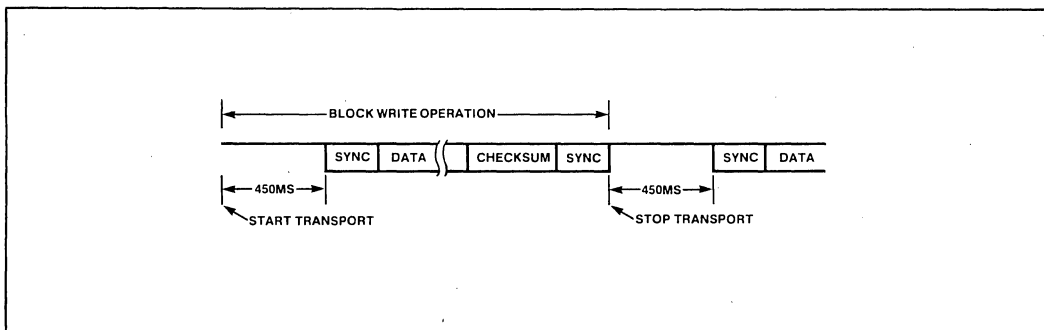 BLOCK WRITE OPERATION
SYNC DATA CHECKSUM SYNC SYNC DATA
450MS 450MS
START TRANSPORT STOP TRANSPORT